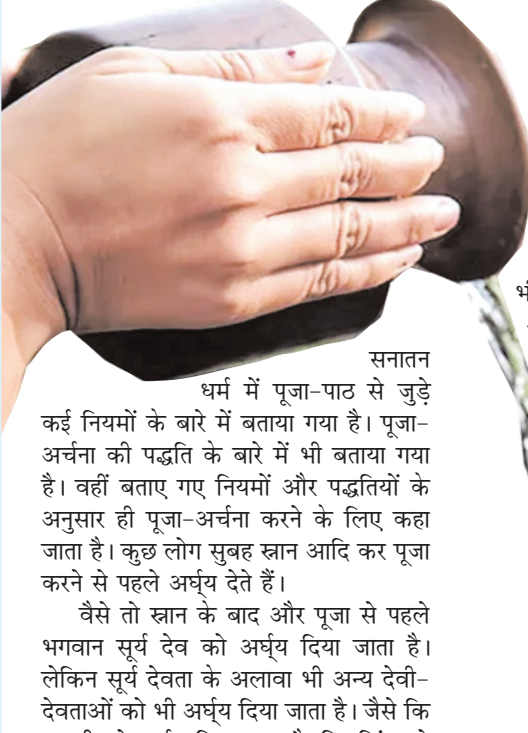 सनातन
धर्म में पूजा-पाठ से जुड़े
कई नियमों के बारे में बताया गया है। पूजा-
अर्चना की पद्धति के बारे में भी बताया गया
है। वहीं बताए गए नियमों और पद्धतियों के
अनुसार ही पूजा-अर्चना करने के लिए कहा
जाता है। कुछ लोग सुबह स्नान आदि कर पूजा
करने से पहले अर्घ्य देते हैं।
वैसे तो स्नान के बाद और पूजा से पहले
भगवान सूर्य देव को अर्घ्य दिया जाता है।
लेकिन सूर्य देवता के अलावा भी अन्य देवी-
देवताओं को भी अर्घ्य दिया जाता है। जैसे कि